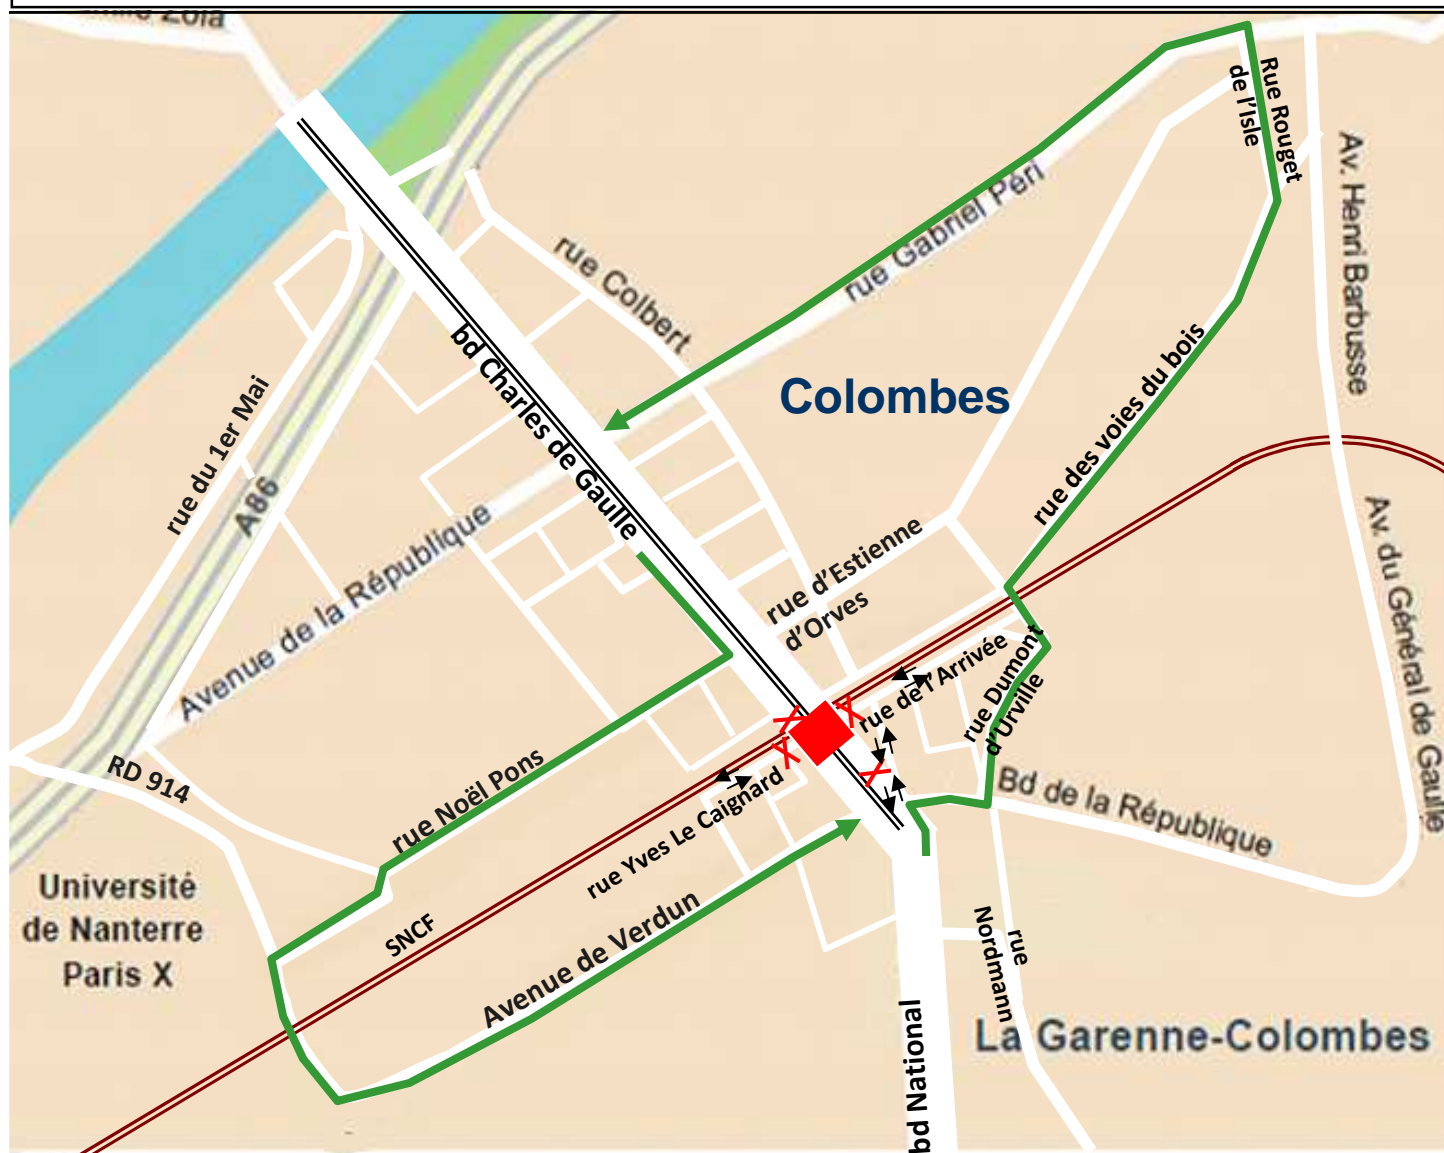 Emile Zola
Rue Rouget
de l'Isle
Av. Henri Barbusse
rue Gabriel Péri
rue Colbert
bd Charles de Gaulle
Colombes
rue des voies du bois
rue du 1er Mai
A86
Avenue de la République
rue d'Estienne
d'Orves
Av. du Général de Gaulle
rue de l'Arrivée
rue Dumont
d'Urville
RD 914
rue Noël Pons
rue Yves Le Caignard
Bd de la République
Université
de Nanterre
Paris X
SNCF
Avenue de Verdun
rue
Nordmann
La Garenne-Colombes
bd National